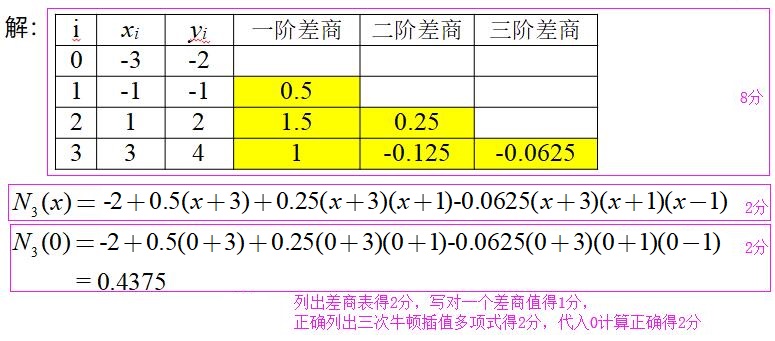 解：
i xi yi 一阶差商 二阶差商 三阶差商
0 -3 -2
1 -1 -1 0.5
2 1 2 1.5 0.25
3 3 4 1 -0.125 -0.0625
8分
N3(x) = -2+0.5(x+3)+0.25(x+3)(x+1)-0.0625(x+3)(x+1)(x-1) 2分
N3(0) = -2+0.5(0+3)+0.25(0+3)(0+1)-0.0625(0+3)(0+1)(0-1) 2分
= 0.4375
列出差商表得2分，写对一个差商值得1分，
正确列出三次牛顿插值多项式得2分，代入0计算正确得2分